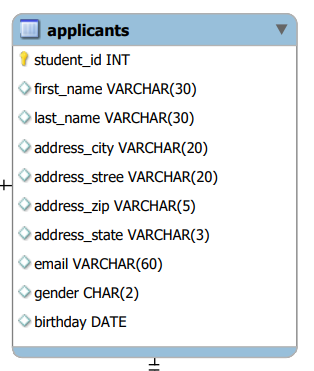 applicants
student_id INT
first_name VARCHAR(30)
last_name VARCHAR(30)
address_city VARCHAR(20)
address_stree VARCHAR(20)
address_zip VARCHAR(5)
address_state VARCHAR(3)
email VARCHAR(60)
gender CHAR(2)
birthday DATE